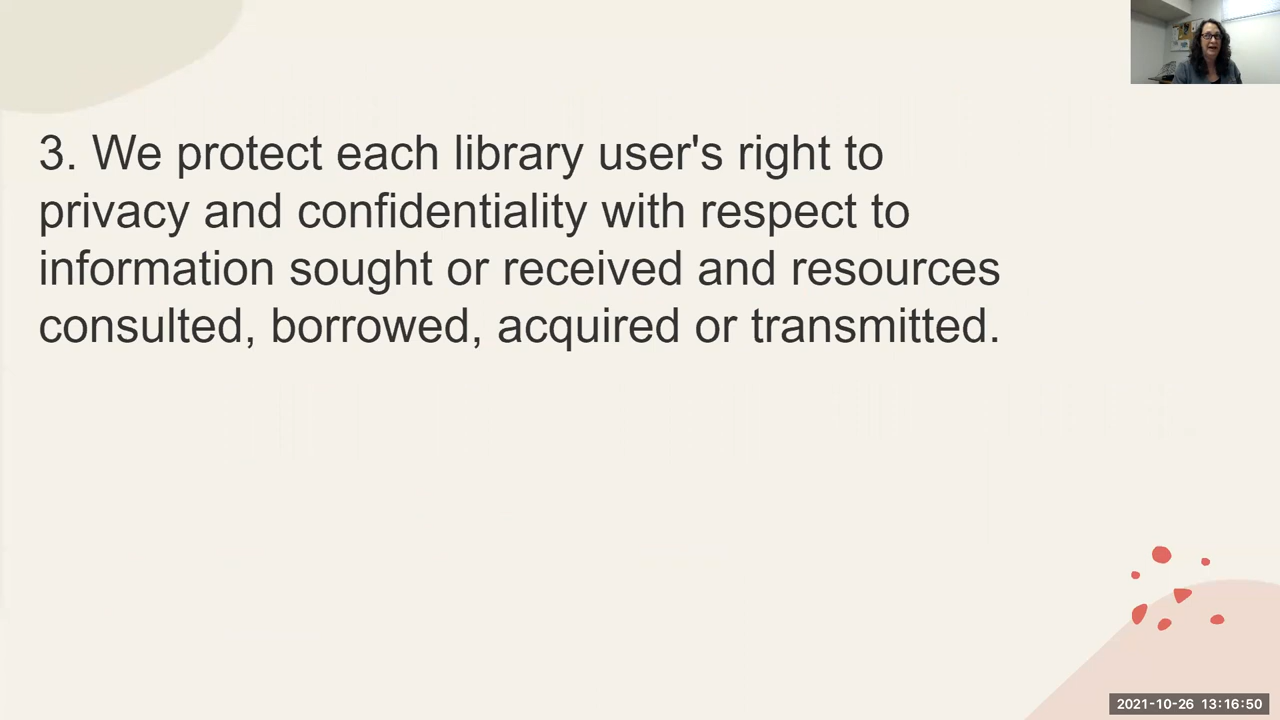 3. We protect each library user's right to
privacy and confidentiality with respect to
information sought or received and resources
consulted, borrowed, acquired or transmitted.
2021-10-26 13:16:50